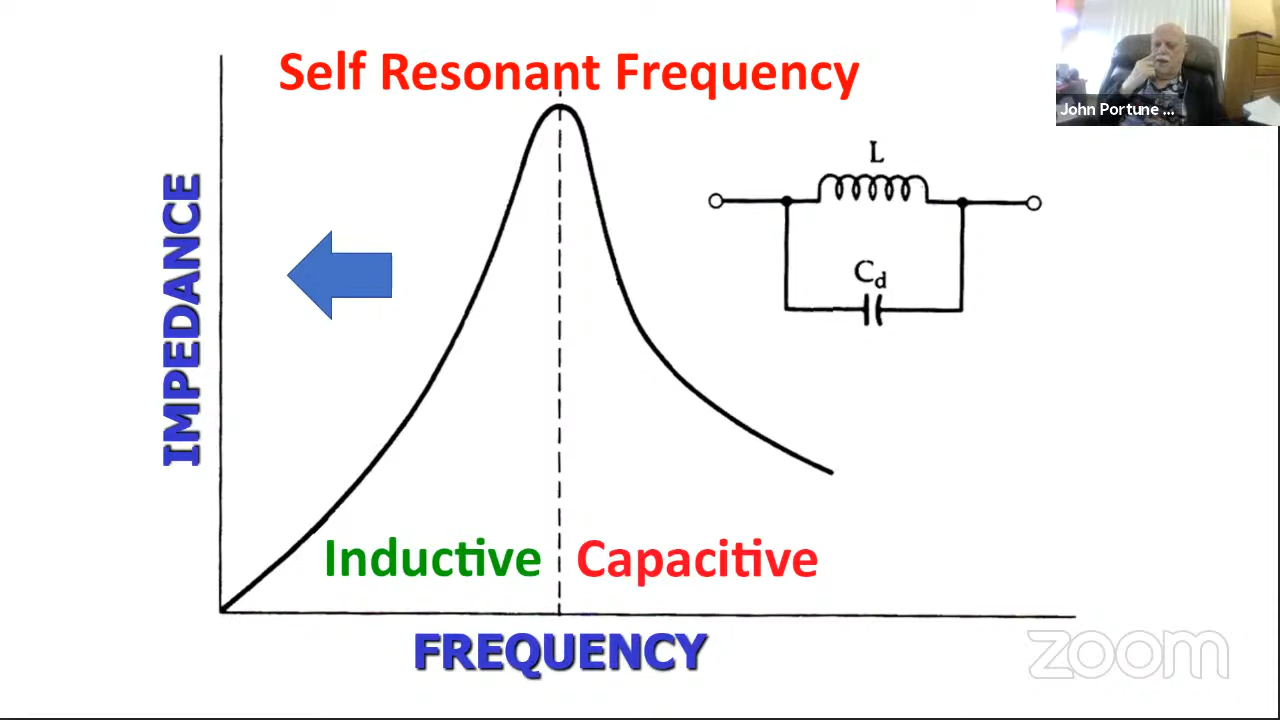 Self Resonant Frequency
John Portune ...
L
IMPEDANCE
Cd
Inductive
Capacitive
FREQUENCY
zoom